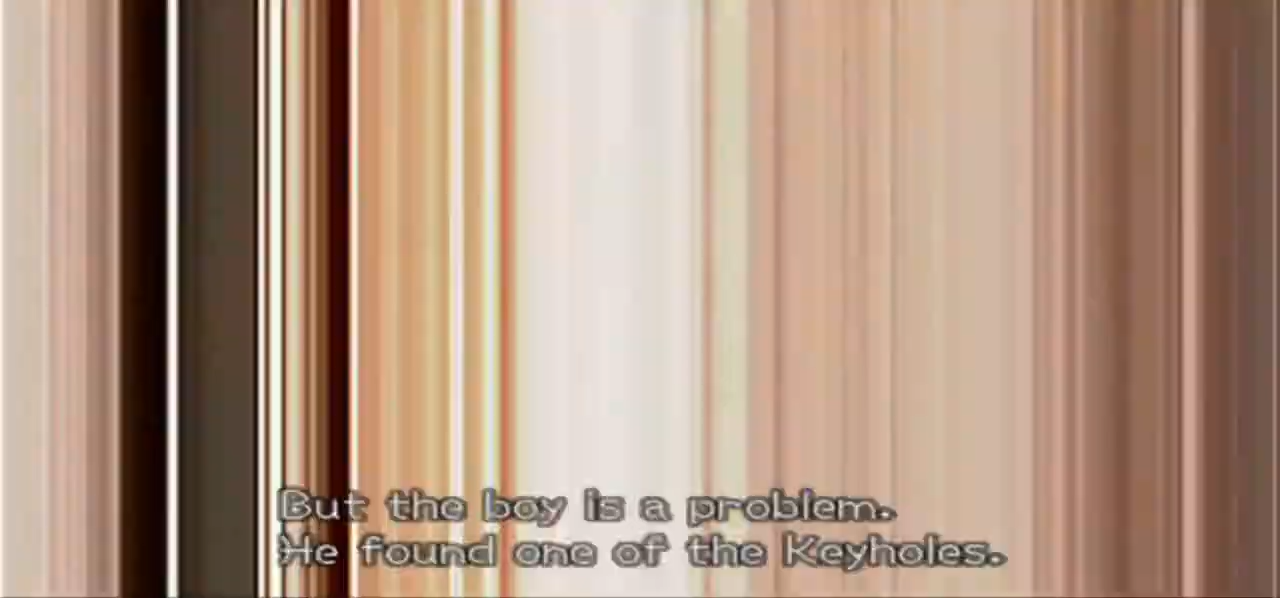 But the boy is a problem.
He found one of the Keyholes.